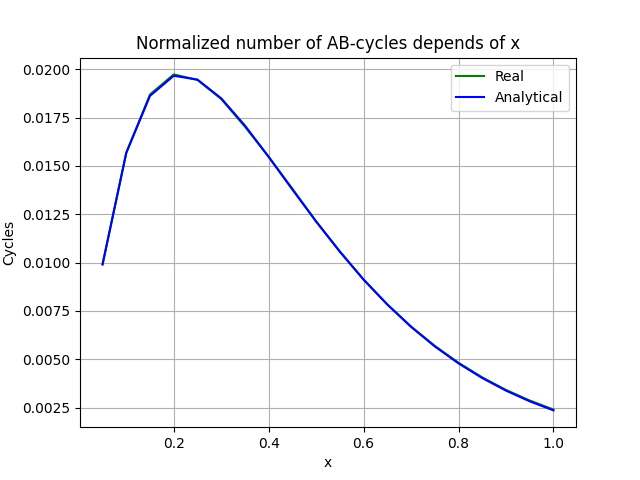 Normalized number of AB-cycles depends of x
Real
Analytical
Cycles
0.0200
0.0175
0.0150
0.0125
0.0100
0.0075
0.0050
0.0025
0.2
0.4
0.6
0.8
1.0
x